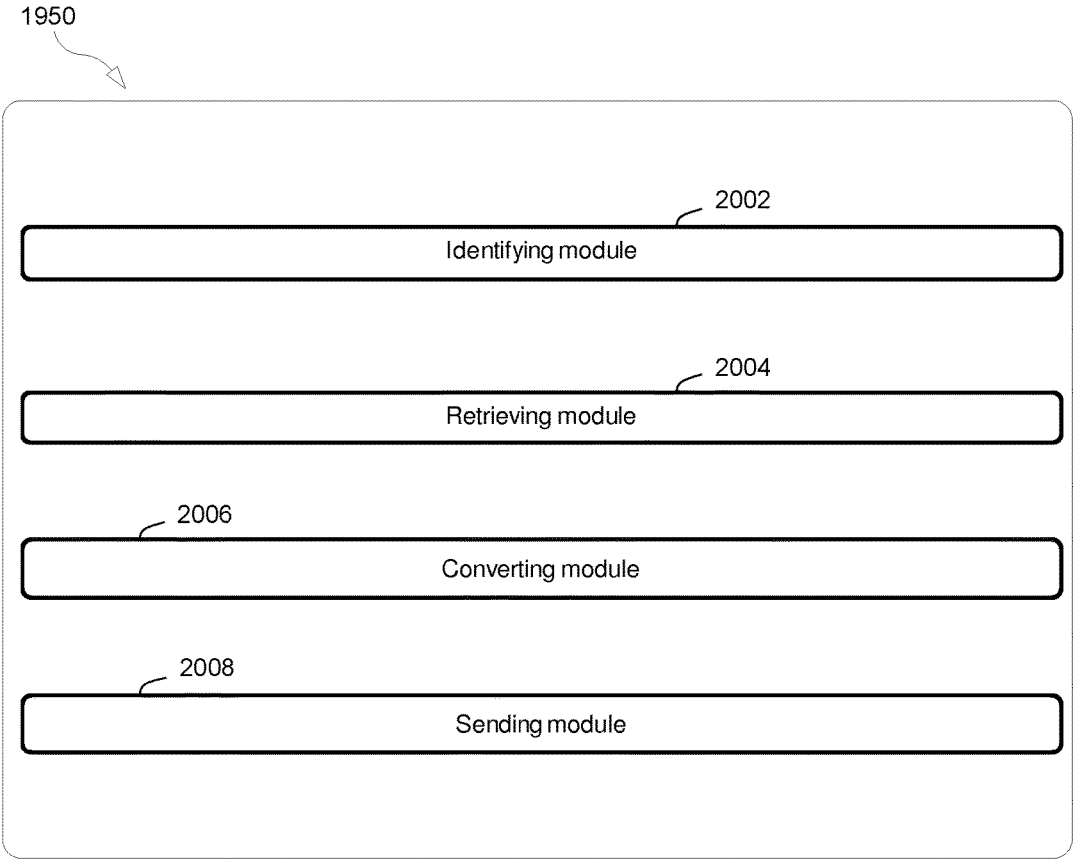 1950
2002
Identifying module
2004
Retrieving module
2006
Converting module
2008
Sending module